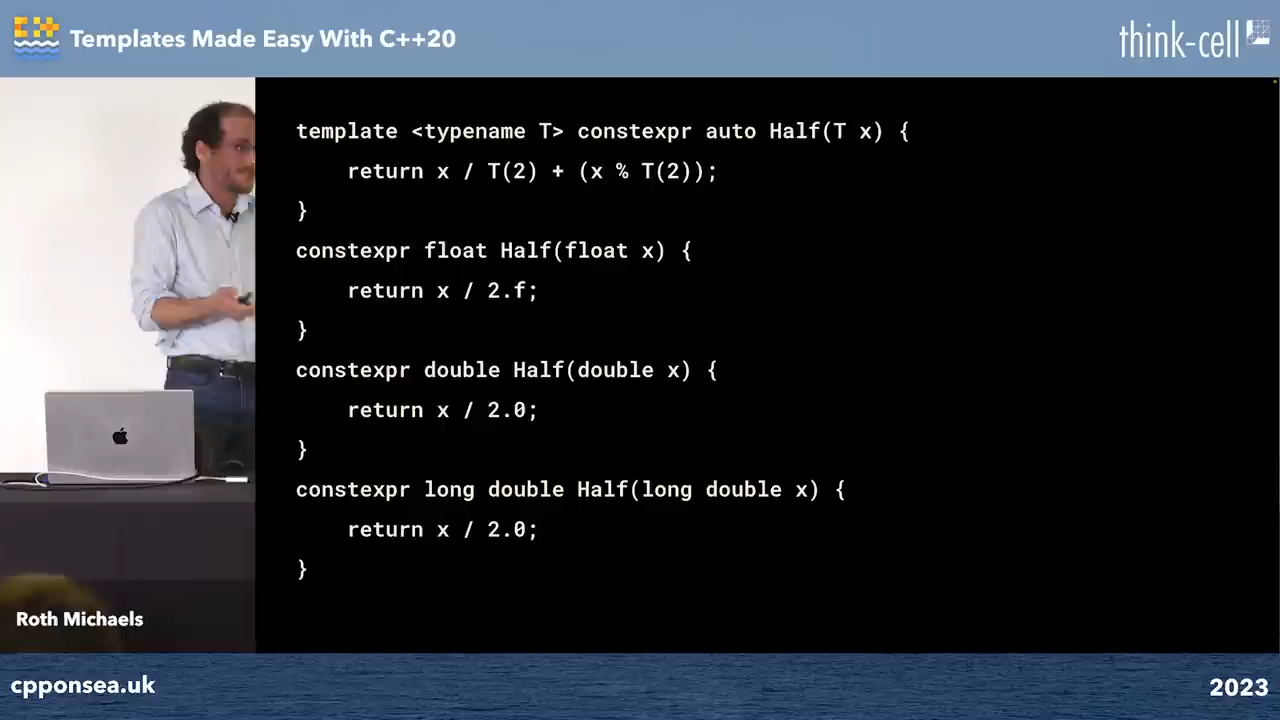 Templates Made Easy With C++20
think-cell
template <typename T> constexpr auto Half(T x) {
return x / T(2) + (x % T(2));
}
constexpr float Half(float x) {
return x / 2.f;
}
constexpr double Half(double x) {
return x / 2.0;
}
constexpr long double Half(long double x) {
return x / 2.0;
}
Roth Michaels
cpponsea.uk
2023